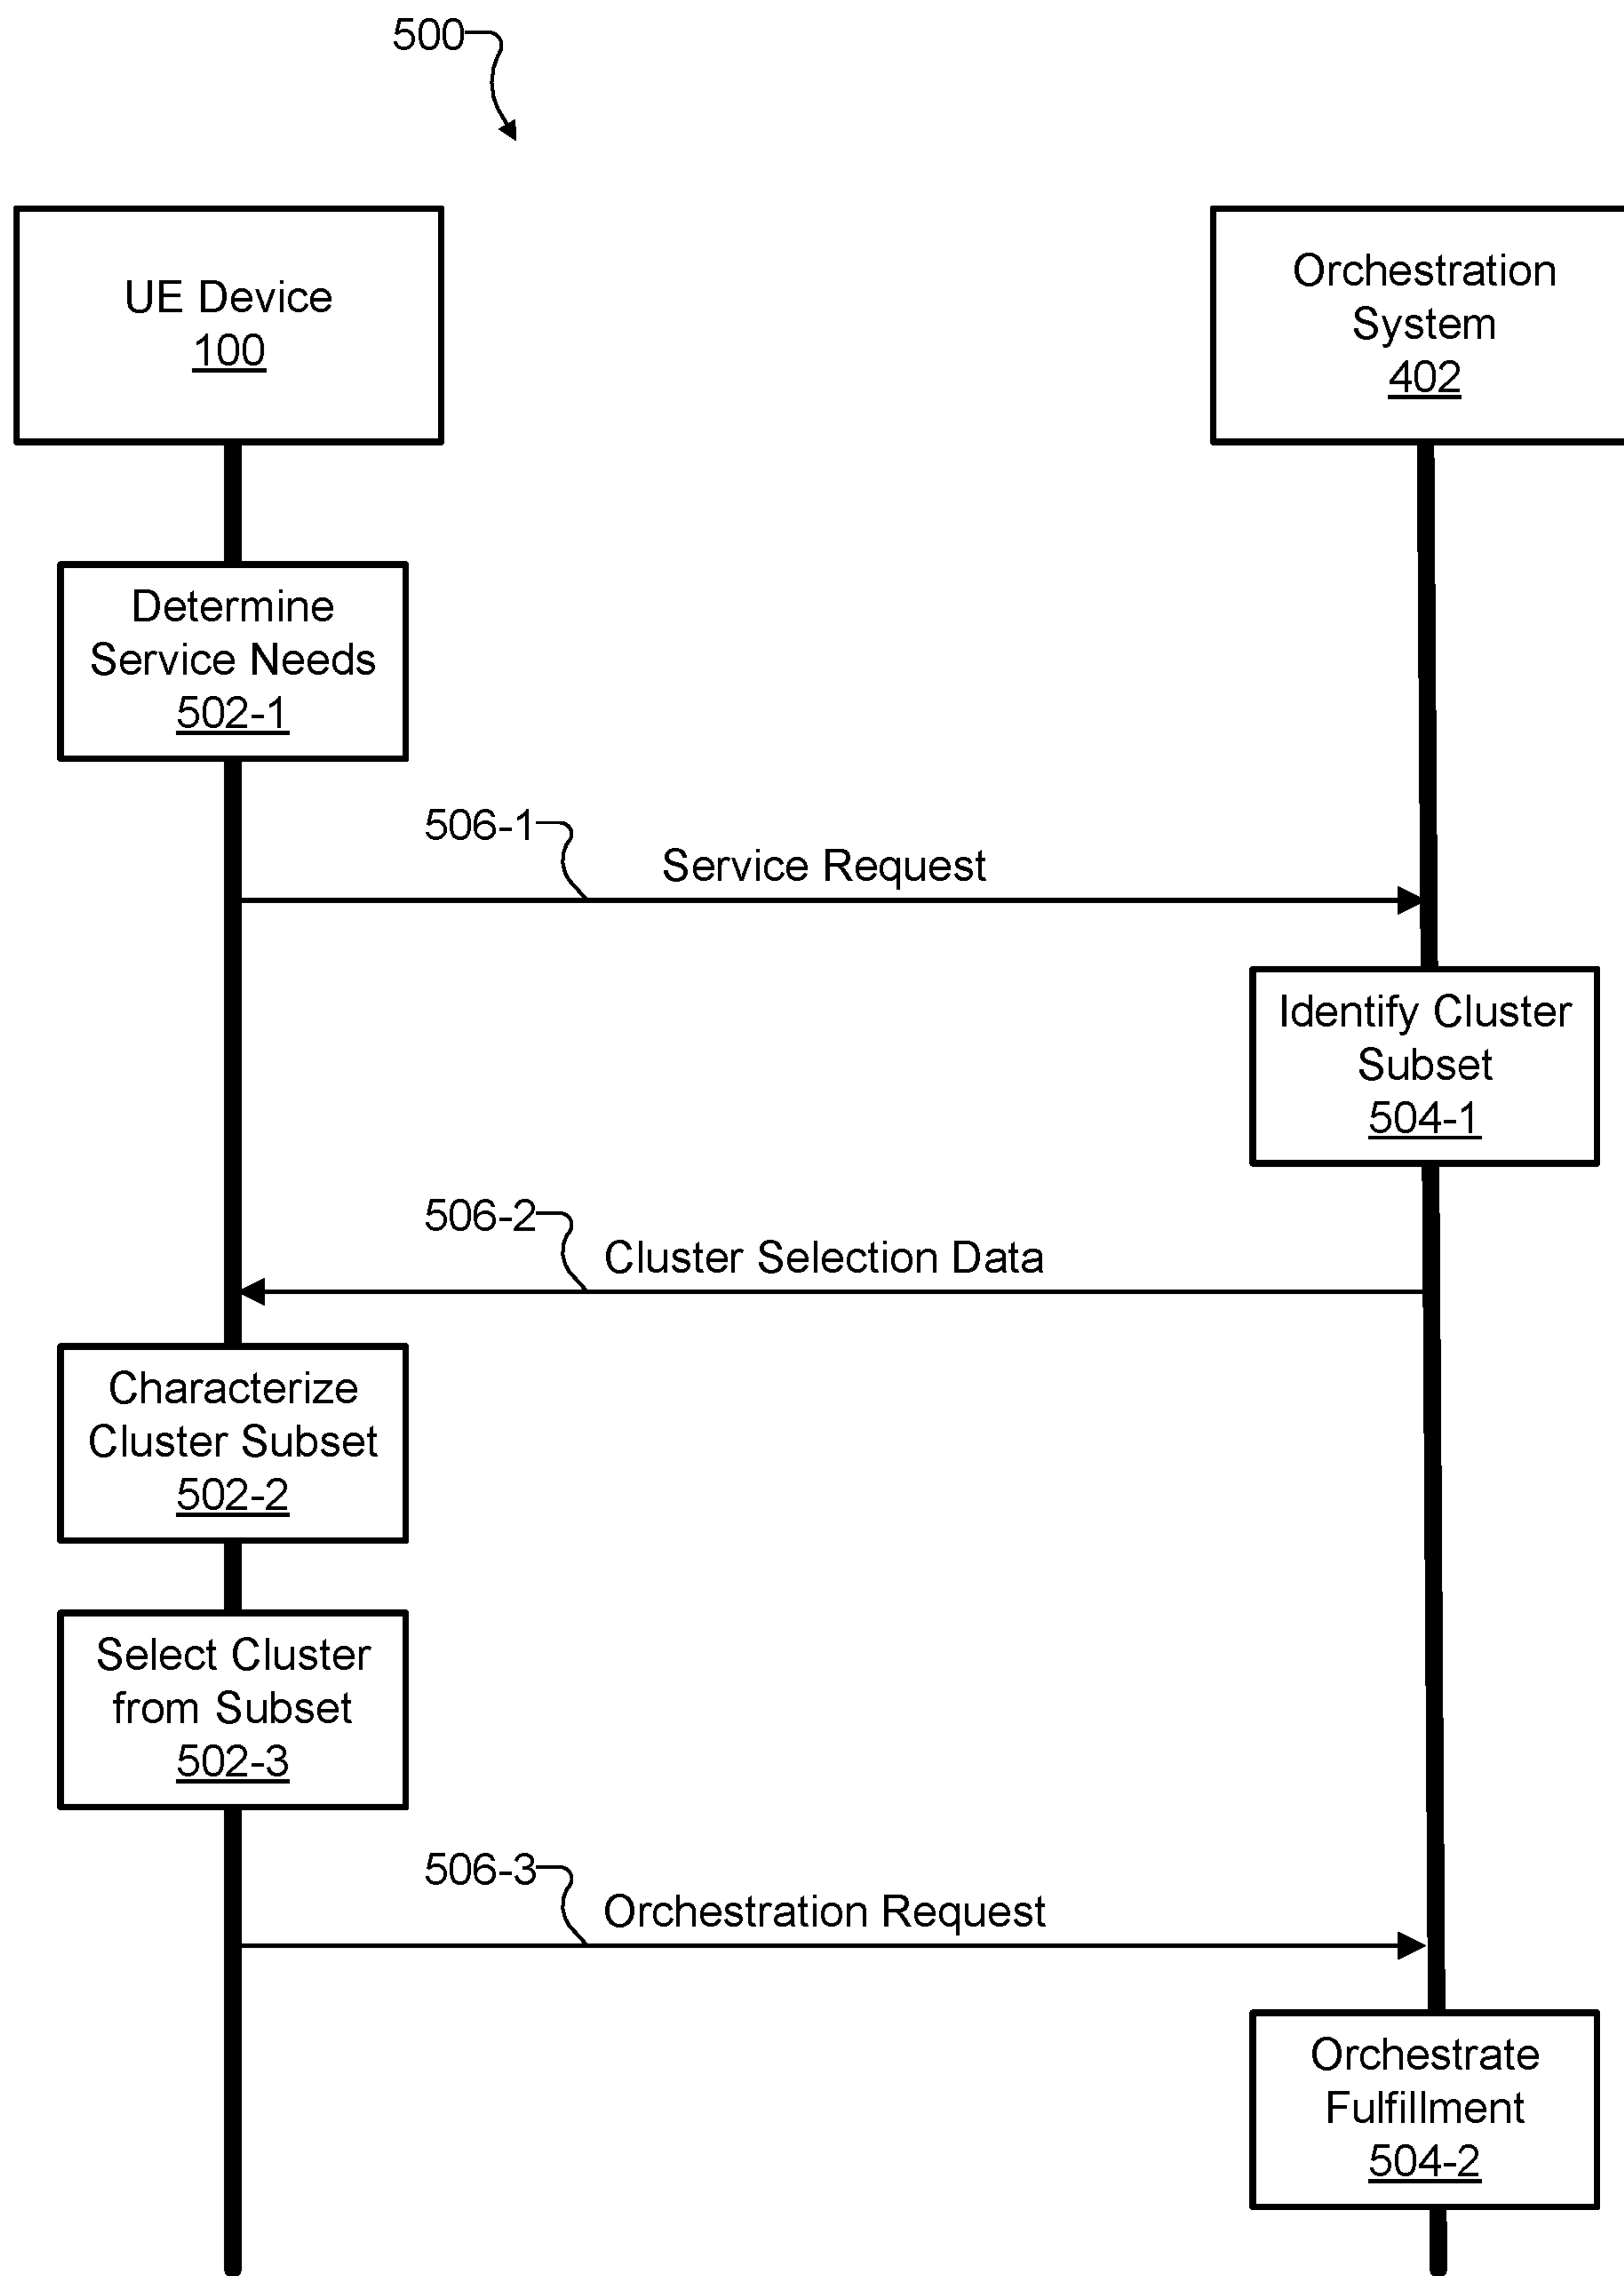 500
UE Device
100
Orchestration
System
402
Determine
Service Needs
502-1
506-1
Service Request
Identify Cluster
Subset
504-1
506-2
Cluster Selection Data
Characterize
Cluster Subset
502-2
Select Cluster
from Subset
502-3
506-3
Orchestration Request
Orchestrate
Fulfillment
504-2